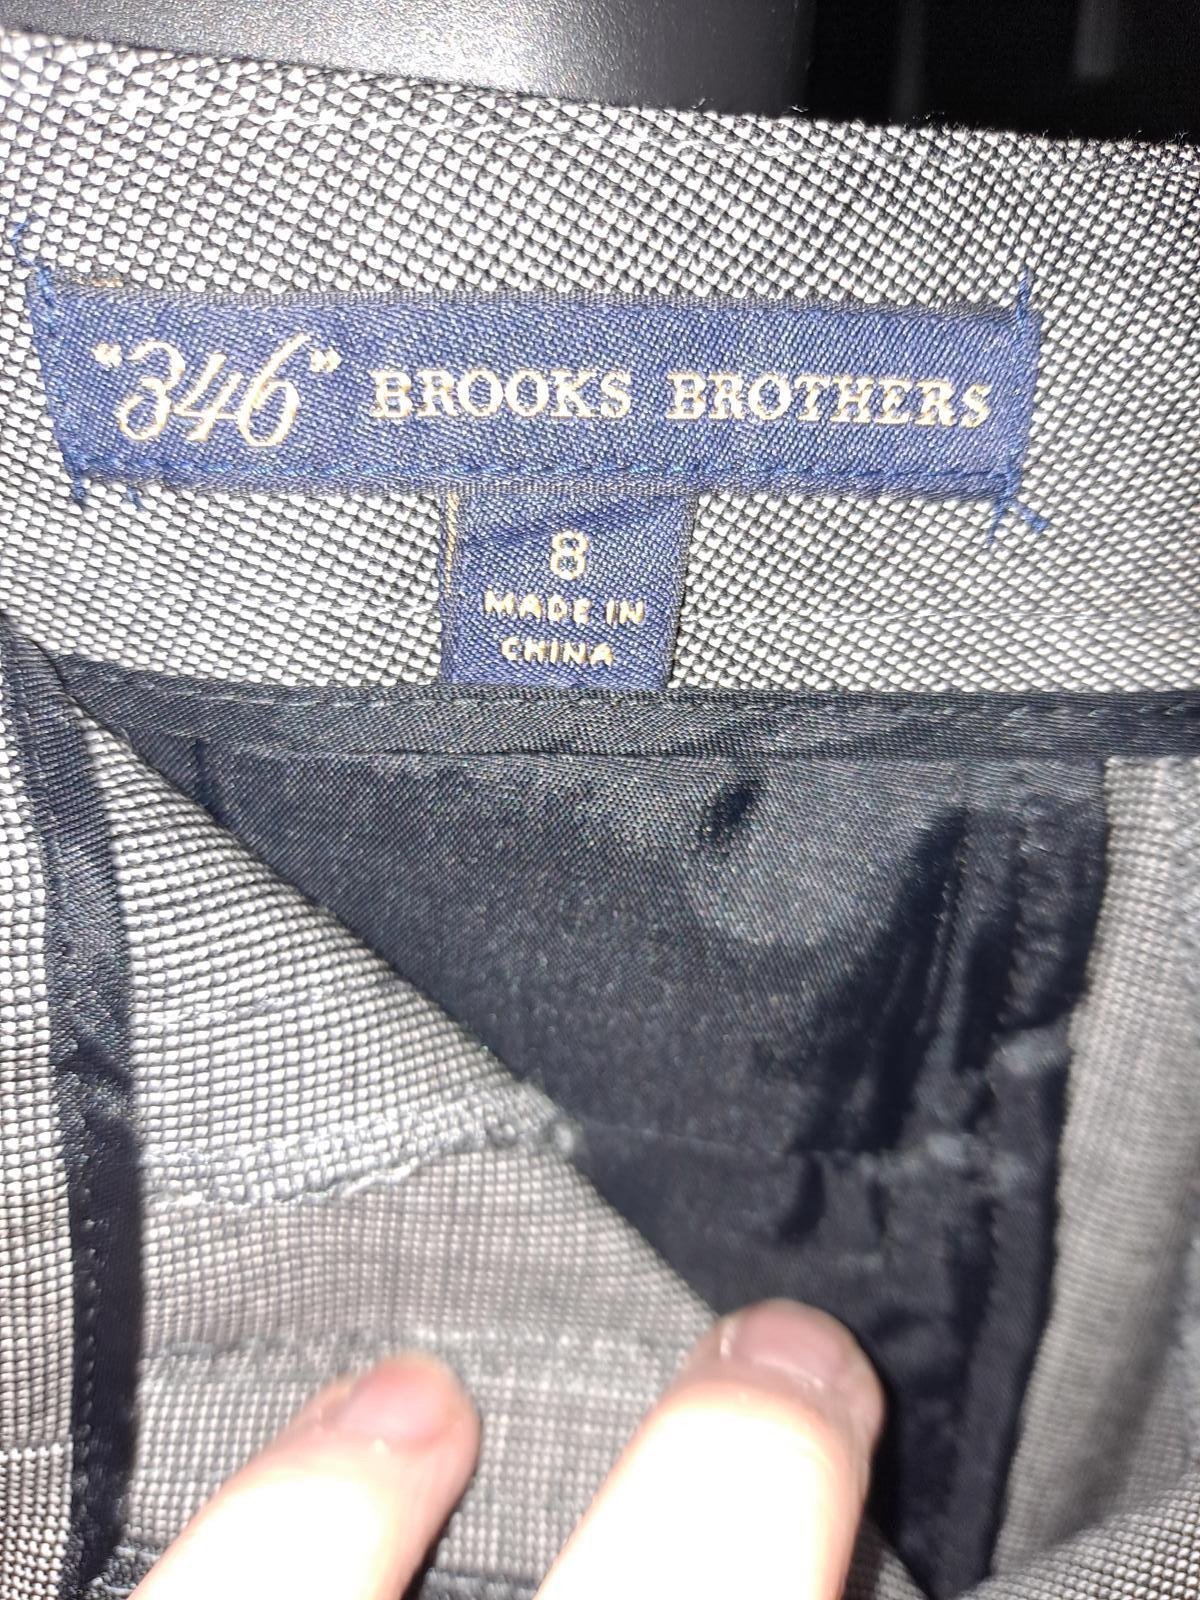 "346" BROOKS BROTHERS
8
MADE IN
CHINA